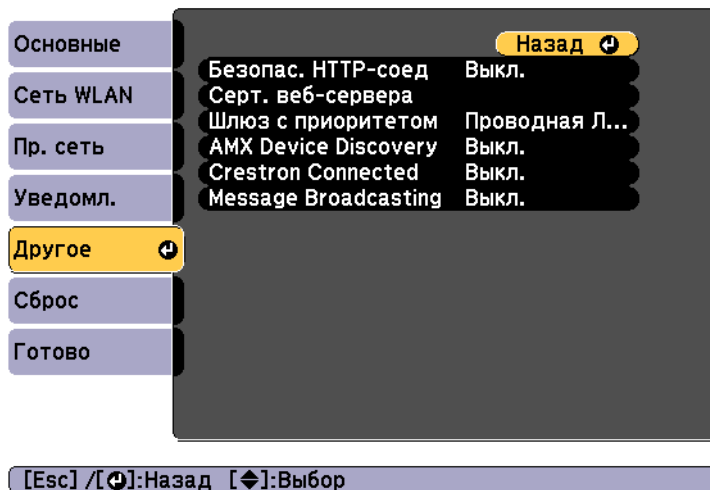 Основные
Сеть WLAN
Пр. сеть
Уведомл.
Другое
Сброс
Готово
Назад
Безопас. HTTP-соед Выкл.
Серт. веб-сервера
Шлюз с приоритетом Проводная Л...
AMX Device Discovery Выкл.
Crestron Connected Выкл.
Message Broadcasting Выкл.
[Esc] /[⏎]:Назад [◆]:Выбор